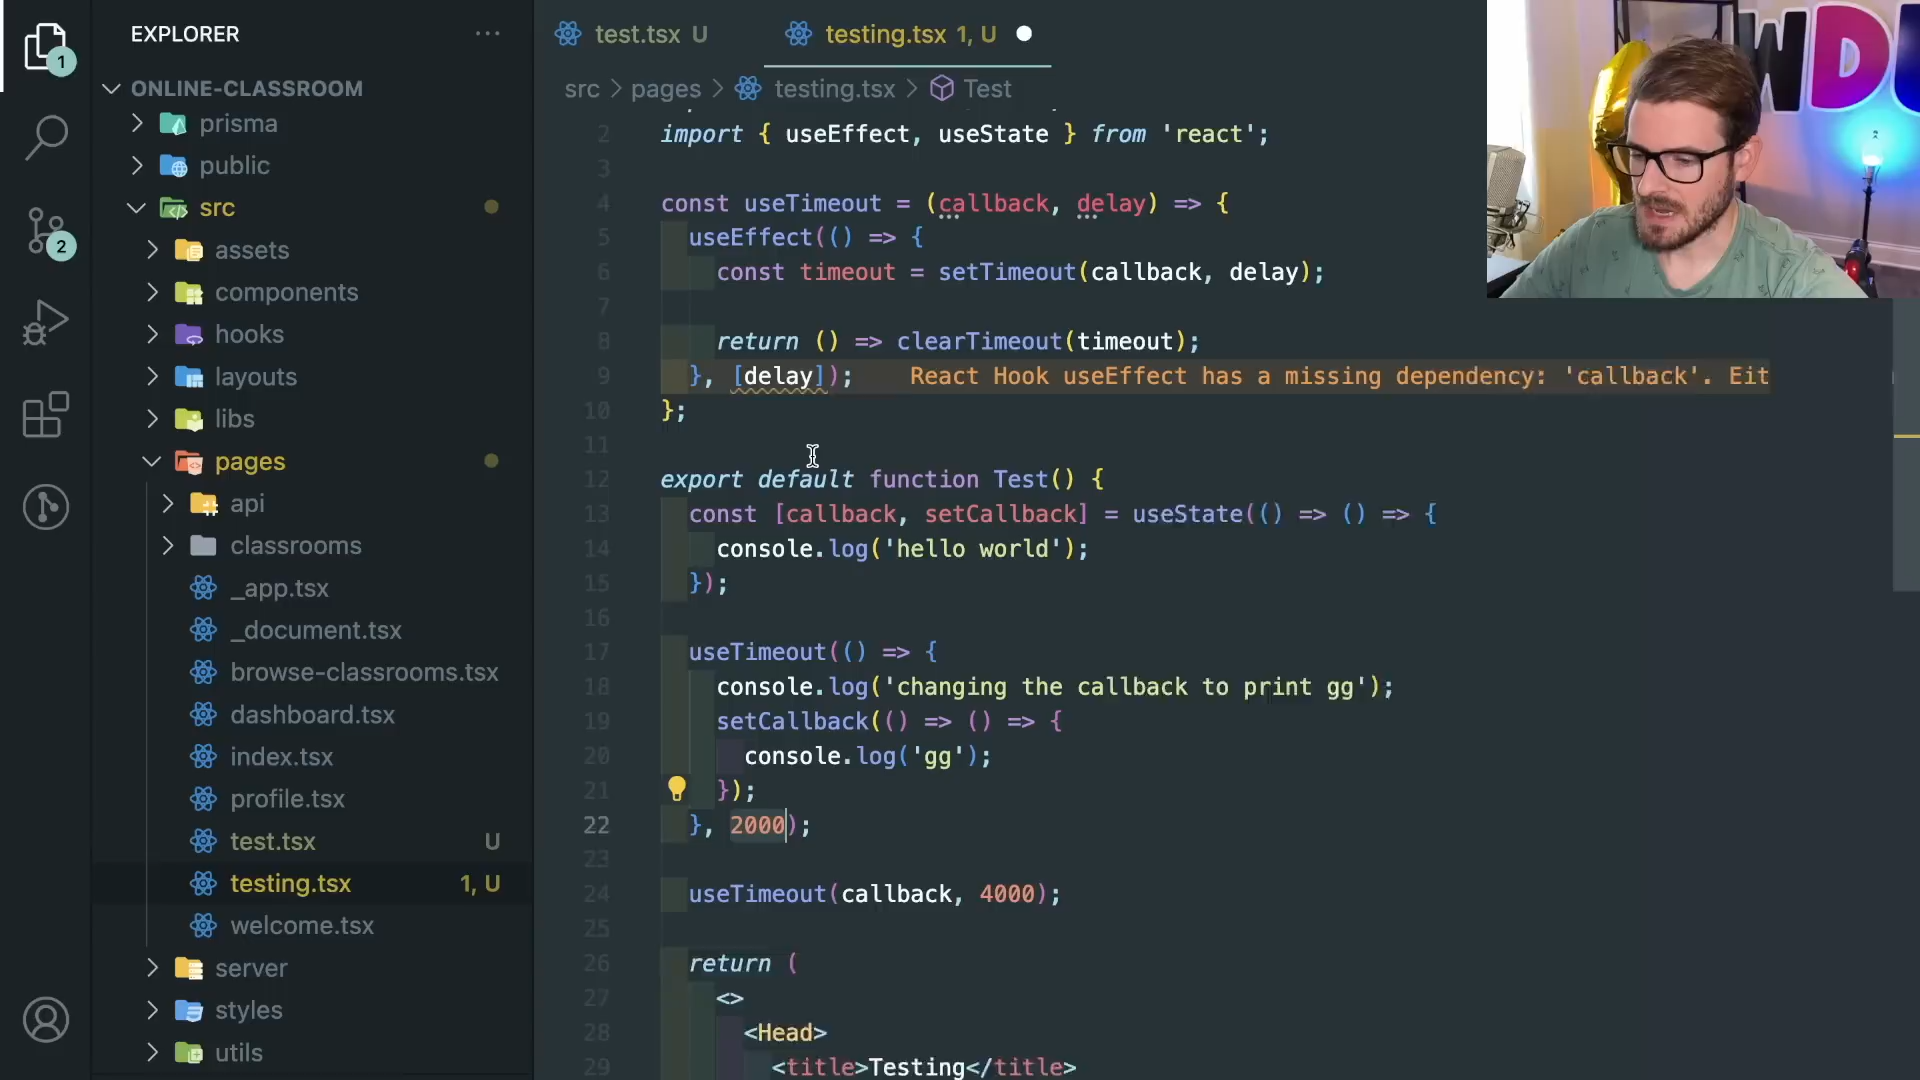 EXPLORER
test.tsx U
testing.tsx 1, U
1
ONLINE-CLASSROOM
src > pages > testing.tsx > Test
prisma
public
src
assets
components
hooks
layouts
libs
pages
api
classrooms
_app.tsx
_document.tsx
browse-classrooms.tsx
dashboard.tsx
index.tsx
profile.tsx
test.tsx U
testing.tsx 1, U
welcome.tsx
server
styles
utils
2
2 import { useEffect, useState } from 'react';
3
4 const useTimeout = (callback, delay) => {
5 useEffect(() => {
6 const timeout = setTimeout(callback, delay);
7
8 return () => clearTimeout(timeout);
9 }, [delay]); React Hook useEffect has a missing dependency: 'callback'. Eit
10 };
11
12 export default function Test() {
13 const [callback, setCallback] = useState(() => () => {
14 console.log('hello world');
15 });
16
17 useTimeout(() => {
18 console.log('changing the callback to print gg');
19 setCallback(() => () => {
20 console.log('gg');
21 });
22 }, 2000);
23
24 useTimeout(callback, 4000);
25
26 return (
27 <>
28 <Head>
29 <title>Testing</title>
WD